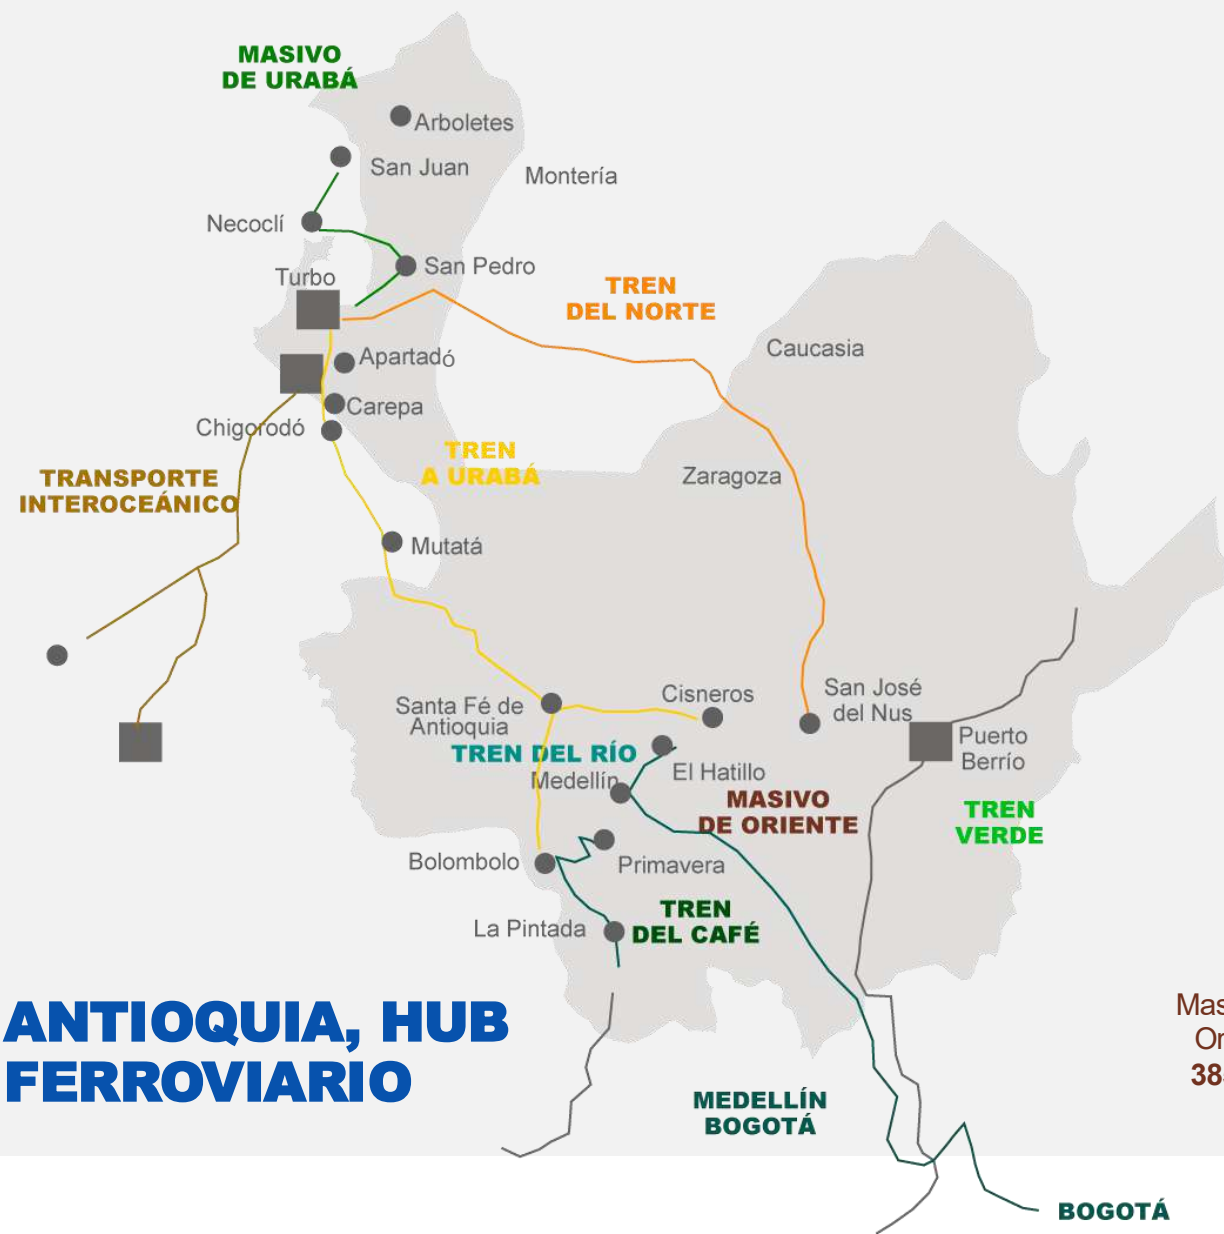 MASIVO
DE URABÁ
Arboletes
San Juan
Montería
Necoclí
San Pedro
Turbo
TREN
DEL NORTE
Caucasia
Apartadó
Carepa
Chigorodó
TREN
A URABÁ
TRANSPORTE
INTEROCEÁNICO
Zaragoza
Mutatá
Santa Fé de
Antioquia
Cisneros
San José
del Nus
Puerto
Berrío
TREN DEL RÍO
Medellín
El Hatillo
MASIVO
DE ORIENTE
TREN
VERDE
Bolombolo
Primavera
La Pintada
TREN
DEL CAFÉ
ANTIOQUIA, HUB
FERROVIARIO
MEDELLÍN
BOGOTÁ
BOGOTÁ